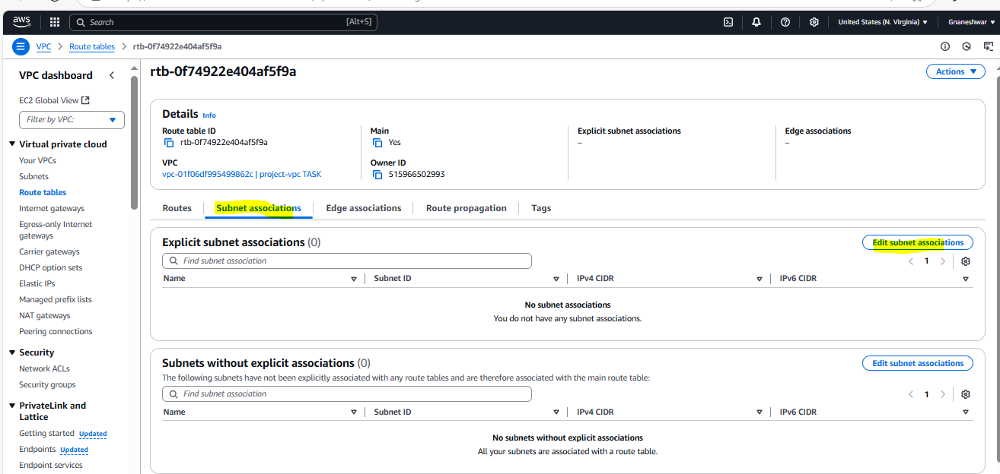 aws
Search [Alt+S]
United States (N. Virginia) Gnaneshwar
VPC Route tables rtb-0f74922e404af5f9a
VPC dashboard
EC2 Global View
Filter by VPC:
Virtual private cloud
Your VPCs
Subnets
Route tables
Internet gateways
Egress-only Internet
gateways
Carrier gateways
DHCP option sets
Elastic IPs
Managed prefix lists
NAT gateways
Peering connections
Security
Network ACLs
Security groups
PrivateLink and
Lattice
Getting started Updated
Endpoints Updated
Endpoint services
rtb-0f74922e404af5f9a
Actions
Details Info
Route table ID
rtb-0f74922e404af5f9a
Main
Yes
Explicit subnet associations
–
Edge associations
–
VPC
vpc-01f06df995499862c | project-vpc TASK
Owner ID
515966502993
Routes Subnet associations Edge associations Route propagation Tags
Explicit subnet associations (0)
Edit subnet associations
Find subnet association
1
Name Subnet ID IPv4 CIDR IPv6 CIDR
No subnet associations
You do not have any subnet associations.
Subnets without explicit associations (0)
Edit subnet associations
The following subnets have not been explicitly associated with any route tables and are therefore associated with the main route table:
Find subnet association
1
Name Subnet ID IPv4 CIDR IPv6 CIDR
No subnets without explicit associations
All your subnets are associated with a route table.